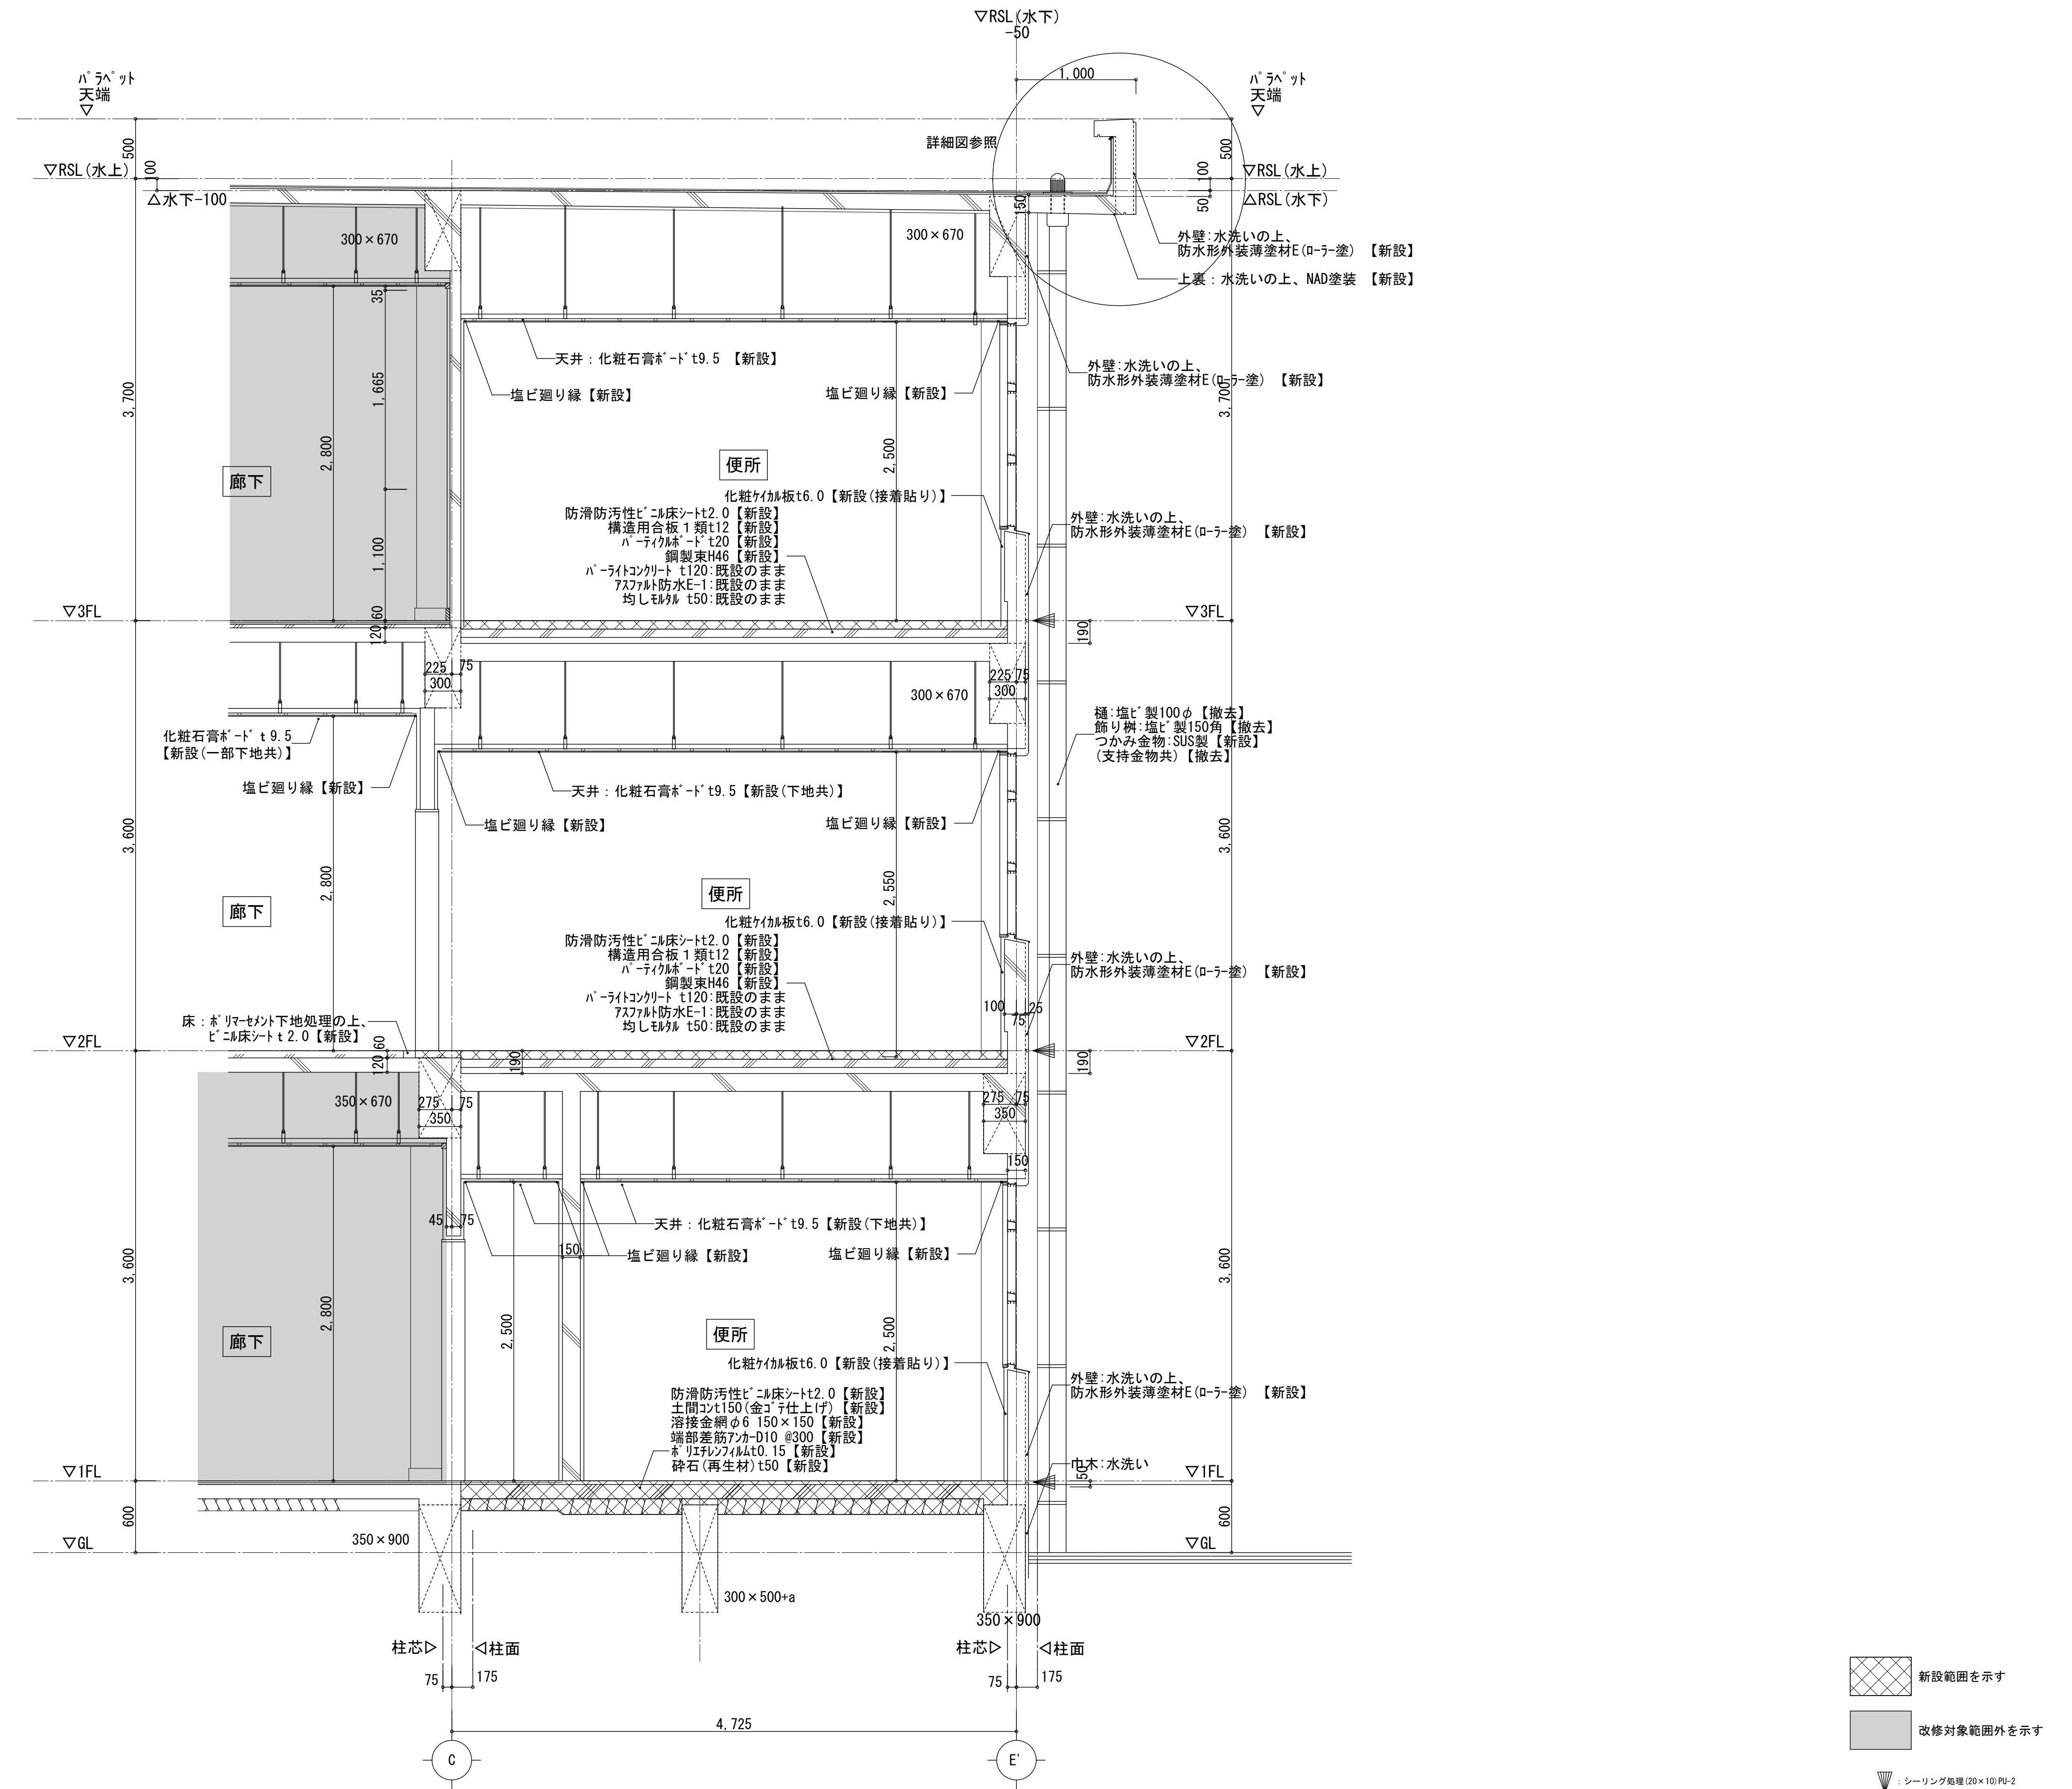 ▽RSL(水下)
-50
1,000
パラペット
天端
▽
パラペット
天端
▽
詳細図参照
500
100
▽RSL(水上)
△水下-100
500
100
50
▽RSL(水上)
△RSL(水下)
150
300×670
300×670
外壁:水洗いの上、
防水形外装薄塗材E(ローラー塗) 【新設】
上裏：水洗いの上、NAD塗装 【新設】
35
天井：化粧石膏ボードt9.5 【新設】
塩ビ廻り縁【新設】
塩ビ廻り縁【新設】
外壁:水洗いの上、
防水形外装薄塗材E(ローラー塗) 【新設】
3,700
1,665
2,800
2,500
3,700
廊下
便所
化粧ケイカル板t6.0【新設(接着貼り)】
防滑防汚性ビニル床シートt2.0【新設】
構造用合板１類t12【新設】
パーティクルボードt20【新設】
鋼製束H46【新設】
パーライトコンクリート t120:既設のまま
アスファルト防水E-1:既設のまま
均しモルタル t50:既設のまま
外壁:水洗いの上、
防水形外装薄塗材E(ローラー塗) 【新設】
1,100
▽3FL
60
120
▽3FL
190
225
75
300
225
75
300
300×670
化粧石膏ボードｔ9.5
【新設(一部下地共)】
塩ビ廻り縁【新設】
天井：化粧石膏ボードt9.5【新設(下地共)】
塩ビ廻り縁【新設】
塩ビ廻り縁【新設】
樋:塩ビ製100φ【撤去】
飾り桝:塩ビ製150角【撤去】
つかみ金物:SUS製【新設】
(支持金物共)【撤去】
3,600
2,800
2,550
3,600
廊下
便所
化粧ケイカル板t6.0【新設(接着貼り)】
防滑防汚性ビニル床シートt2.0【新設】
構造用合板１類t12【新設】
パーティクルボードt20【新設】
鋼製束H46【新設】
パーライトコンクリート t120:既設のまま
アスファルト防水E-1:既設のまま
均しモルタル t50:既設のまま
外壁:水洗いの上、
防水形外装薄塗材E(ローラー塗) 【新設】
100
75
25
床：ポリマーセメント下地処理の上、
ビニル床シートｔ2.0【新設】
▽2FL
60
120
190
▽2FL
190
350×670
275
75
350
275
75
350
150
45
75
150
天井：化粧石膏ボードt9.5【新設(下地共)】
塩ビ廻り縁【新設】
塩ビ廻り縁【新設】
3,600
2,800
2,500
2,500
3,600
廊下
便所
化粧ケイカル板t6.0【新設(接着貼り)】
防滑防汚性ビニル床シートt2.0【新設】
土間コンt150(金ゴテ仕上げ)【新設】
溶接金網φ6 150×150【新設】
端部差筋アンカーD10 @300【新設】
ポリエチレンフィルムt0.15【新設】
砕石(再生材)t50【新設】
外壁:水洗いの上、
防水形外装薄塗材E(ローラー塗) 【新設】
巾木:水洗い
▽1FL
▽1FL
50
600
600
▽GL
▽GL
350×900
300×500+a
350×900
柱芯▷
◁柱面
柱芯▷
◁柱面
75
175
75
175
4,725
C
E'
新設範囲を示す
改修対象範囲外を示す
：シーリング処理(20×10)PU-2